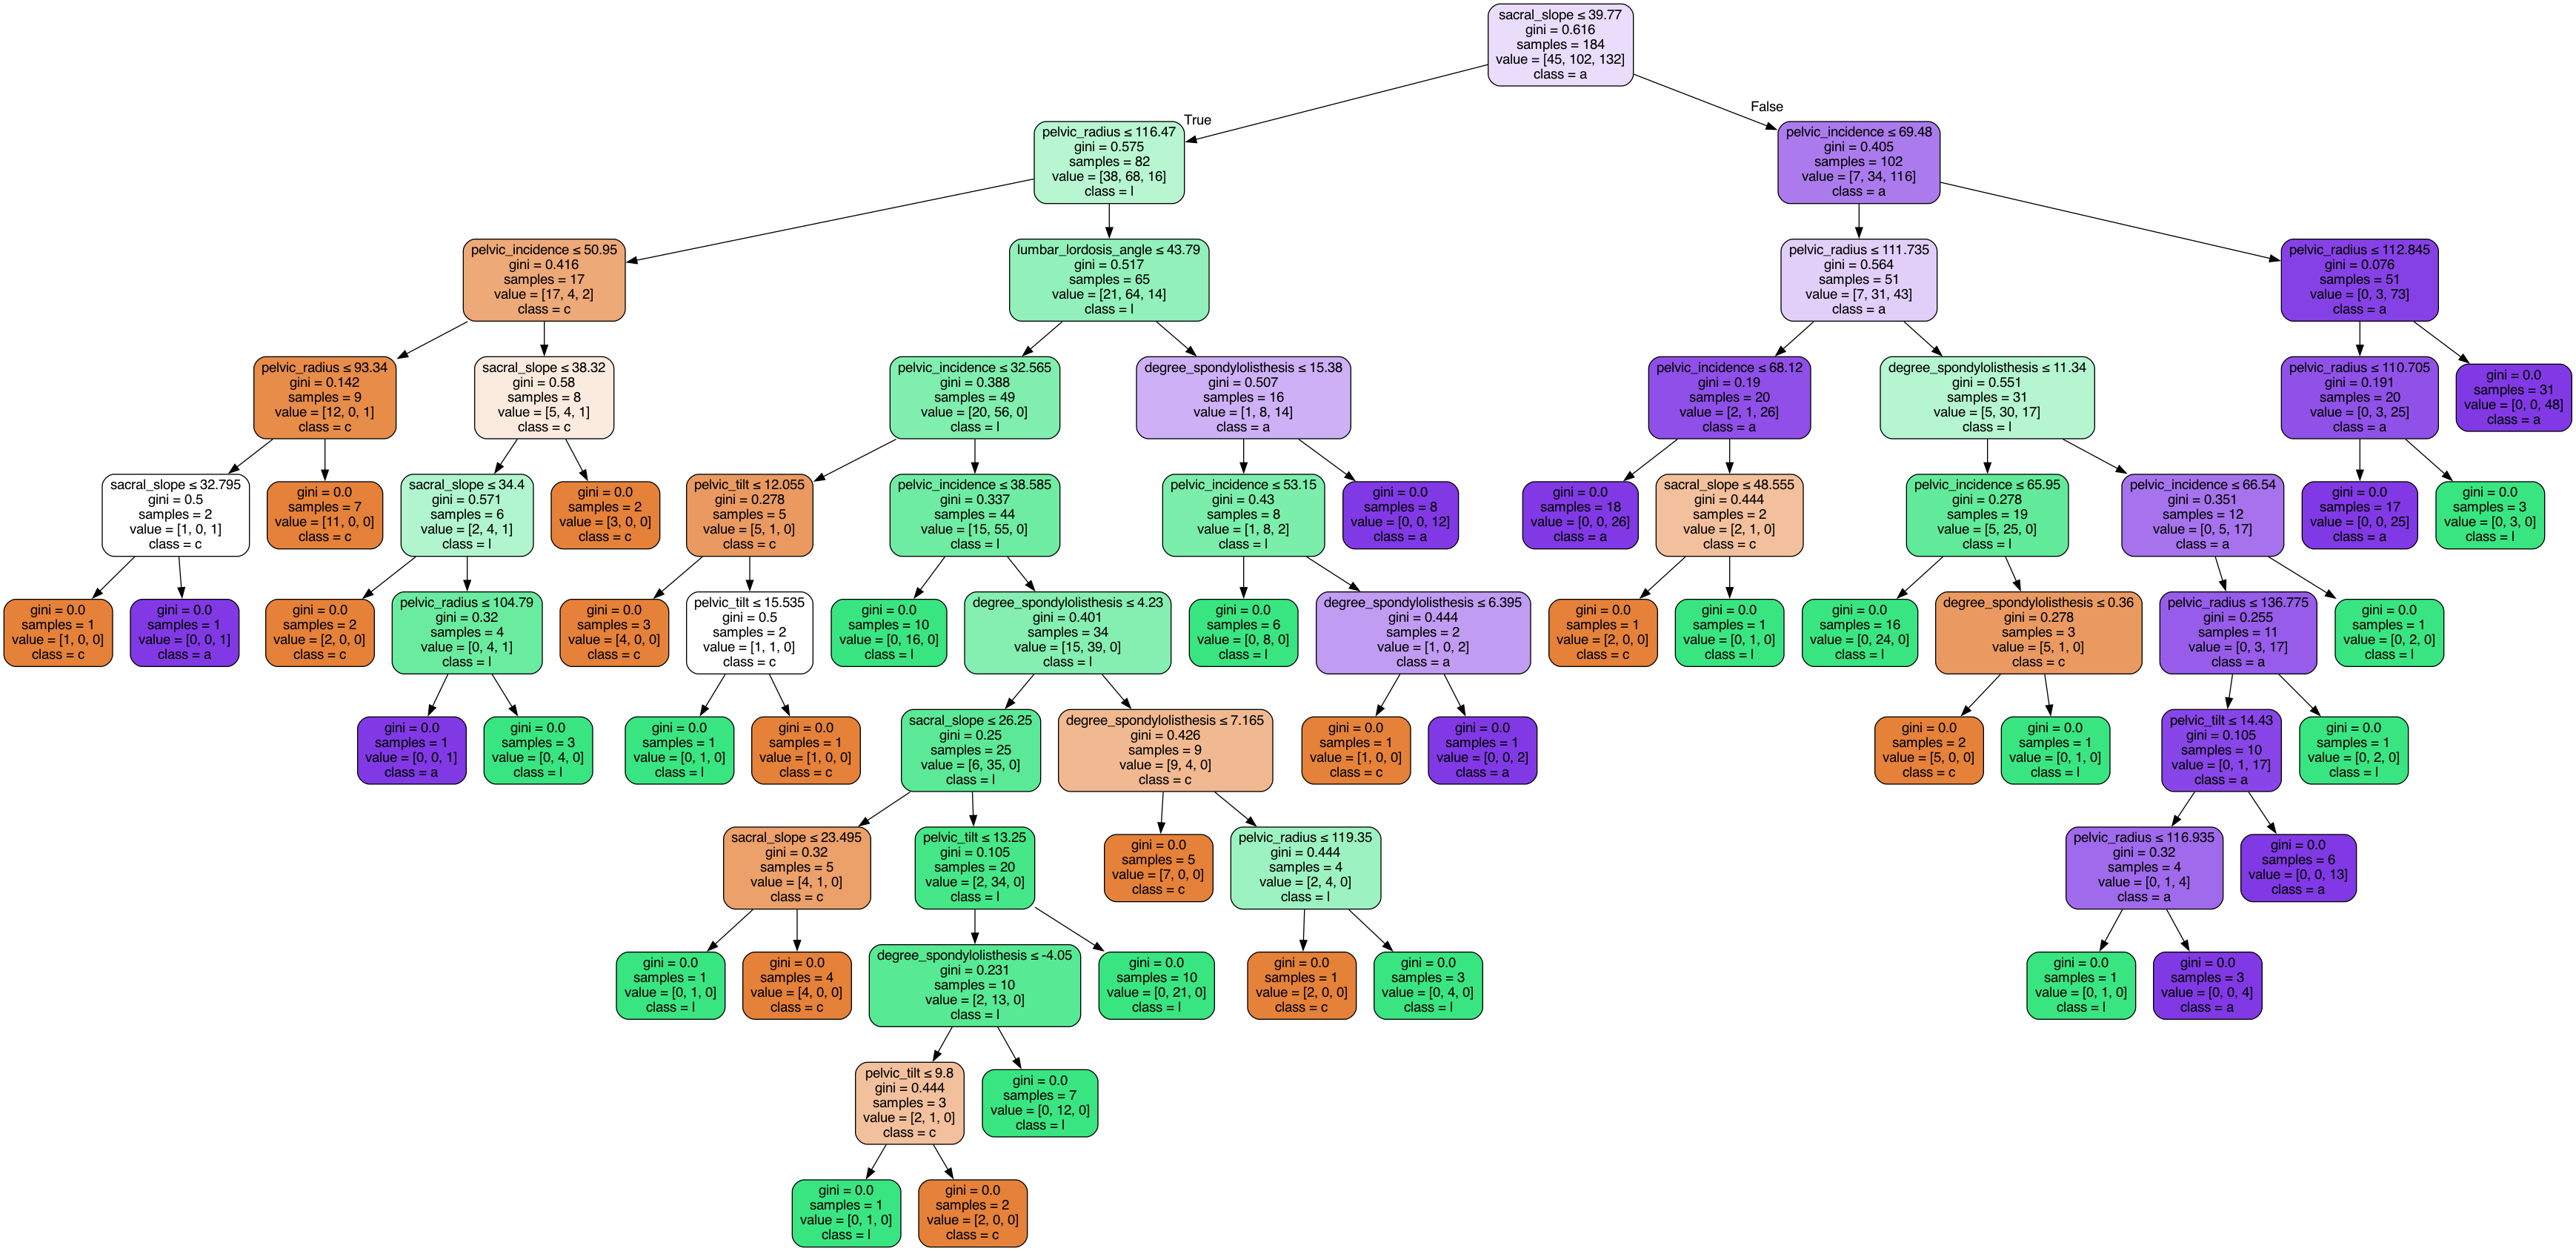 sacral_slope ≤ 39.77
gini = 0.616
samples = 184
value = [45, 102, 132]
class = a
True
False
pelvic_radius ≤ 116.47
gini = 0.575
samples = 82
value = [38, 68, 16]
class = l
pelvic_incidence ≤ 69.48
gini = 0.405
samples = 102
value = [7, 34, 116]
class = a
pelvic_incidence ≤ 50.95
gini = 0.416
samples = 17
value = [17, 4, 2]
class = c
lumbar_lordosis_angle ≤ 43.79
gini = 0.517
samples = 65
value = [21, 64, 14]
class = l
pelvic_radius ≤ 111.735
gini = 0.564
samples = 51
value = [7, 31, 43]
class = a
pelvic_radius ≤ 112.845
gini = 0.076
samples = 51
value = [0, 3, 73]
class = a
pelvic_radius ≤ 93.34
gini = 0.142
samples = 9
value = [12, 0, 1]
class = c
sacral_slope ≤ 38.32
gini = 0.58
samples = 8
value = [5, 4, 1]
class = c
pelvic_incidence ≤ 32.565
gini = 0.388
samples = 49
value = [20, 56, 0]
class = l
degree_spondylolisthesis ≤ 15.38
gini = 0.507
samples = 16
value = [1, 8, 14]
class = a
pelvic_incidence ≤ 68.12
gini = 0.19
samples = 20
value = [2, 1, 26]
class = a
degree_spondylolisthesis ≤ 11.34
gini = 0.551
samples = 31
value = [5, 30, 17]
class = l
pelvic_radius ≤ 110.705
gini = 0.191
samples = 20
value = [0, 3, 25]
class = a
gini = 0.0
samples = 31
value = [0, 0, 48]
class = a
sacral_slope ≤ 32.795
gini = 0.5
samples = 2
value = [1, 0, 1]
class = c
gini = 0.0
samples = 7
value = [11, 0, 0]
class = c
sacral_slope ≤ 34.4
gini = 0.571
samples = 6
value = [2, 4, 1]
class = l
gini = 0.0
samples = 2
value = [3, 0, 0]
class = c
pelvic_tilt ≤ 12.055
gini = 0.278
samples = 5
value = [5, 1, 0]
class = c
pelvic_incidence ≤ 38.585
gini = 0.337
samples = 44
value = [15, 55, 0]
class = l
pelvic_incidence ≤ 53.15
gini = 0.43
samples = 8
value = [1, 8, 2]
class = l
gini = 0.0
samples = 8
value = [0, 0, 12]
class = a
gini = 0.0
samples = 18
value = [0, 0, 26]
class = a
sacral_slope ≤ 48.555
gini = 0.444
samples = 2
value = [2, 1, 0]
class = c
pelvic_incidence ≤ 65.95
gini = 0.278
samples = 19
value = [5, 25, 0]
class = l
pelvic_incidence ≤ 66.54
gini = 0.351
samples = 12
value = [0, 5, 17]
class = a
gini = 0.0
samples = 17
value = [0, 0, 25]
class = a
gini = 0.0
samples = 3
value = [0, 3, 0]
class = l
gini = 0.0
samples = 1
value = [1, 0, 0]
class = c
gini = 0.0
samples = 1
value = [0, 0, 1]
class = a
gini = 0.0
samples = 2
value = [2, 0, 0]
class = c
pelvic_radius ≤ 104.79
gini = 0.32
samples = 4
value = [0, 4, 1]
class = l
gini = 0.0
samples = 3
value = [4, 0, 0]
class = c
pelvic_tilt ≤ 15.535
gini = 0.5
samples = 2
value = [1, 1, 0]
class = c
gini = 0.0
samples = 10
value = [0, 16, 0]
class = l
degree_spondylolisthesis ≤ 4.23
gini = 0.401
samples = 34
value = [15, 39, 0]
class = l
gini = 0.0
samples = 6
value = [0, 8, 0]
class = l
degree_spondylolisthesis ≤ 6.395
gini = 0.444
samples = 2
value = [1, 0, 2]
class = a
gini = 0.0
samples = 1
value = [2, 0, 0]
class = c
gini = 0.0
samples = 1
value = [0, 1, 0]
class = l
gini = 0.0
samples = 16
value = [0, 24, 0]
class = l
degree_spondylolisthesis ≤ 0.36
gini = 0.278
samples = 3
value = [5, 1, 0]
class = c
pelvic_radius ≤ 136.775
gini = 0.255
samples = 11
value = [0, 3, 17]
class = a
gini = 0.0
samples = 1
value = [0, 2, 0]
class = l
gini = 0.0
samples = 1
value = [0, 0, 1]
class = a
gini = 0.0
samples = 3
value = [0, 4, 0]
class = l
gini = 0.0
samples = 1
value = [0, 1, 0]
class = l
gini = 0.0
samples = 1
value = [1, 0, 0]
class = c
sacral_slope ≤ 26.25
gini = 0.25
samples = 25
value = [6, 35, 0]
class = l
degree_spondylolisthesis ≤ 7.165
gini = 0.426
samples = 9
value = [9, 4, 0]
class = c
gini = 0.0
samples = 1
value = [1, 0, 0]
class = c
gini = 0.0
samples = 1
value = [0, 0, 2]
class = a
gini = 0.0
samples = 2
value = [5, 0, 0]
class = c
gini = 0.0
samples = 1
value = [0, 1, 0]
class = l
pelvic_tilt ≤ 14.43
gini = 0.105
samples = 10
value = [0, 1, 17]
class = a
gini = 0.0
samples = 1
value = [0, 2, 0]
class = l
sacral_slope ≤ 23.495
gini = 0.32
samples = 5
value = [4, 1, 0]
class = c
pelvic_tilt ≤ 13.25
gini = 0.105
samples = 20
value = [2, 34, 0]
class = l
gini = 0.0
samples = 5
value = [7, 0, 0]
class = c
pelvic_radius ≤ 119.35
gini = 0.444
samples = 4
value = [2, 4, 0]
class = l
pelvic_radius ≤ 116.935
gini = 0.32
samples = 4
value = [0, 1, 4]
class = a
gini = 0.0
samples = 6
value = [0, 0, 13]
class = a
gini = 0.0
samples = 1
value = [0, 1, 0]
class = l
gini = 0.0
samples = 4
value = [4, 0, 0]
class = c
degree_spondylolisthesis ≤ -4.05
gini = 0.231
samples = 10
value = [2, 13, 0]
class = l
gini = 0.0
samples = 10
value = [0, 21, 0]
class = l
gini = 0.0
samples = 1
value = [2, 0, 0]
class = c
gini = 0.0
samples = 3
value = [0, 4, 0]
class = l
gini = 0.0
samples = 1
value = [0, 1, 0]
class = l
gini = 0.0
samples = 3
value = [0, 0, 4]
class = a
pelvic_tilt ≤ 9.8
gini = 0.444
samples = 3
value = [2, 1, 0]
class = c
gini = 0.0
samples = 7
value = [0, 12, 0]
class = l
gini = 0.0
samples = 1
value = [0, 1, 0]
class = l
gini = 0.0
samples = 2
value = [2, 0, 0]
class = c